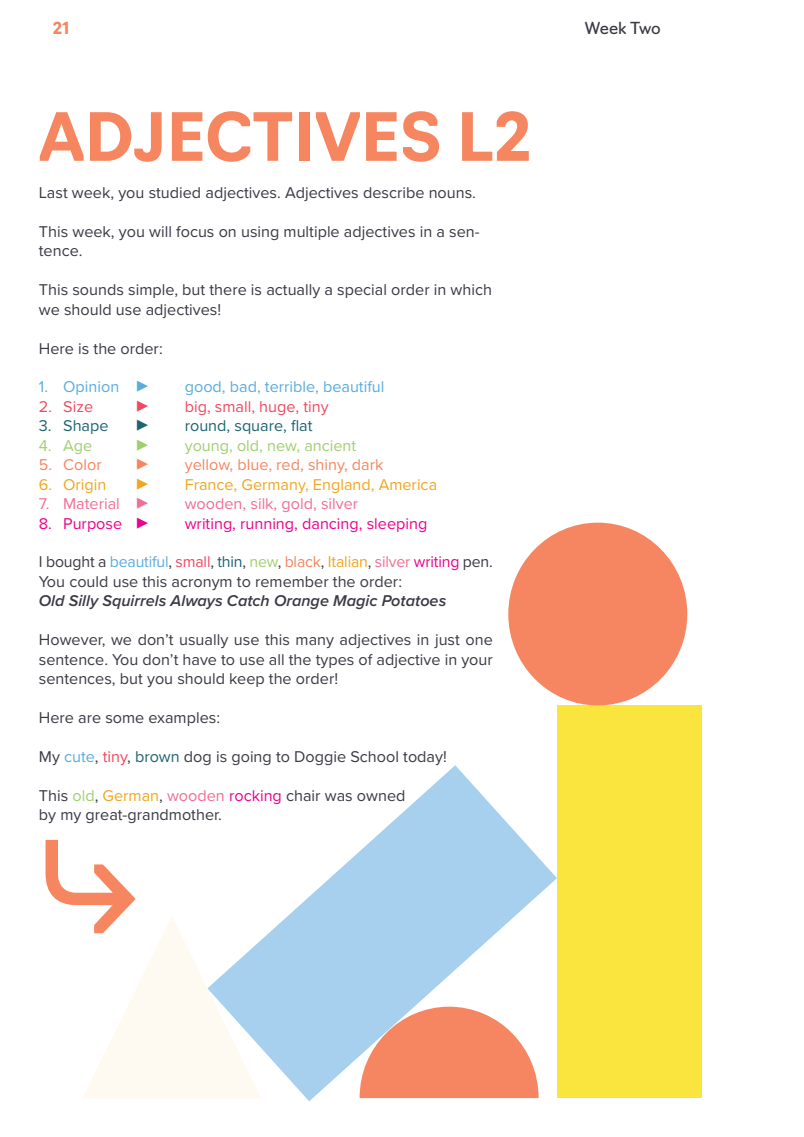 21
Week Two
ADJECTIVES L2
Last week, you studied adjectives. Adjectives describe nouns.
This week, you will focus on using multiple adjectives in a sen-
tence.
This sounds simple, but there is actually a special order in which
we should use adjectives!
Here is the order:
1. Opinion ► good, bad, terrible, beautiful
2. Size ► big, small, huge, tiny
3. Shape ► round, square, flat
4. Age ► young, old, new, ancient
5. Color ► yellow, blue, red, shiny, dark
6. Origin ► France, Germany, England, America
7. Material ► wooden, silk, gold, silver
8. Purpose ► writing, running, dancing, sleeping
I bought a beautiful, small, thin, new, black, Italian, silver writing pen.
You could use this acronym to remember the order:
Old Silly Squirrels Always Catch Orange Magic Potatoes
However, we don't usually use this many adjectives in just one
sentence. You don't have to use all the types of adjective in your
sentences, but you should keep the order!
Here are some examples:
My cute, tiny, brown dog is going to Doggie School today!
This old, German, wooden rocking chair was owned
by my great-grandmother.